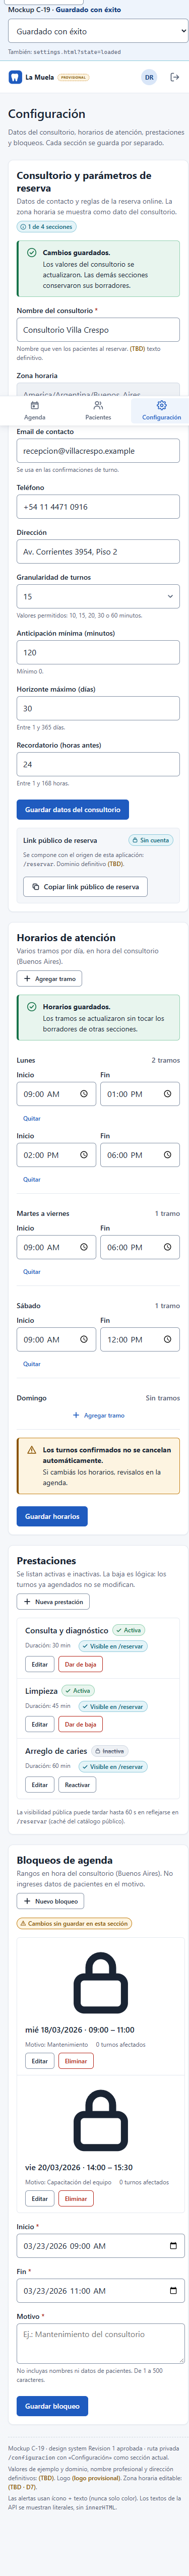 Mockup C-19 · Guardado con éxito
Guardado con éxito
También: settings.html?state=loaded
La Muela PROVISIONAL DR
Configuración
Datos del consultorio, horarios de atención, prestaciones
y bloqueos. Cada sección se guarda por separado.
Consultorio y parámetros de
reserva
Datos de contacto y reglas de la reserva online. La
zona horaria se muestra como dato del consultorio.
1 de 4 secciones
Cambios guardados.
Los valores del consultorio se
actualizaron. Las demás secciones
conservaron sus borradores.
Nombre del consultorio *
Consultorio Villa Crespo
Nombre que ven los pacientes al reservar. (TBD) texto
definitivo.
Zona horaria
America/Argentina/Buenos_Aires
Agenda
Pacientes
Configuración
Email de contacto
recepcion@villacrespo.example
Se usa en las confirmaciones de turno.
Teléfono
+54 11 4471 0916
Dirección
Av. Corrientes 3954, Piso 2
Granularidad de turnos
15
Valores permitidos: 10, 15, 20, 30 o 60 minutos.
Anticipación mínima (minutos)
120
Mínimo 0.
Horizonte máximo (días)
30
Entre 1 y 365 días.
Recordatorio (horas antes)
24
Entre 1 y 168 horas.
Guardar datos del consultorio
Link público de reserva
Sin cuenta
Se compone con el origen de esta aplicación:
/reservar. Dominio definitivo (TBD).
Copiar link público de reserva
Horarios de atención
Varios tramos por día, en hora del consultorio
(Buenos Aires).
Agregar tramo
Horarios guardados.
Los tramos se actualizaron sin tocar los
borradores de otras secciones.
Lunes 2 tramos
Inicio Fin
09:00 AM 01:00 PM
Quitar
Inicio Fin
02:00 PM 06:00 PM
Quitar
Martes a viernes 1 tramo
Inicio Fin
09:00 AM 06:00 PM
Quitar
Sábado 1 tramo
Inicio Fin
09:00 AM 12:00 PM
Quitar
Domingo Sin tramos
Agregar tramo
Los turnos confirmados no se cancelan
automáticamente.
Si cambiás los horarios, revisalos en la
agenda.
Guardar horarios
Prestaciones
Se listan activas e inactivas. La baja es lógica: los
turnos ya agendados no se modifican.
Nueva prestación
Consulta y diagnóstico Activa
Duración: 30 min Visible en /reservar
Editar Dar de baja
Limpieza Activa
Duración: 45 min Visible en /reservar
Editar Dar de baja
Arreglo de caries Inactiva
Duración: 60 min Visible en /reservar
Editar Reactivar
La visibilidad pública puede tardar hasta 60 s en reflejarse en
/reservar (caché del catálogo público).
Bloqueos de agenda
Rangos en hora del consultorio (Buenos Aires). No
ingreses datos de pacientes en el motivo.
Nuevo bloqueo
Cambios sin guardar en esta sección
mié 18/03/2026 · 09:00 – 11:00
Motivo: Mantenimiento 0 turnos afectados
Editar Eliminar
vie 20/03/2026 · 14:00 – 15:30
Motivo: Capacitación del equipo 0 turnos afectados
Editar Eliminar
Inicio *
03/23/2026 09:00 AM
Fin *
03/23/2026 11:00 AM
Motivo *
Ej.: Mantenimiento del consultorio
No incluyas nombres ni datos de pacientes. De 1 a 500
caracteres.
Guardar bloqueo
Mockup C-19 · design system Revision 1 aprobada · ruta privada
/configuracion con «Configuración» como sección actual.
Valores de ejemplo y dominio, nombre profesional y dirección
definitivos: (TBD). Logo (logo provisional). Zona horaria editable:
(TBD · D7).
Las alertas usan ícono + texto (nunca solo color). Los textos de la
API se muestran literales, sin innerHTML.